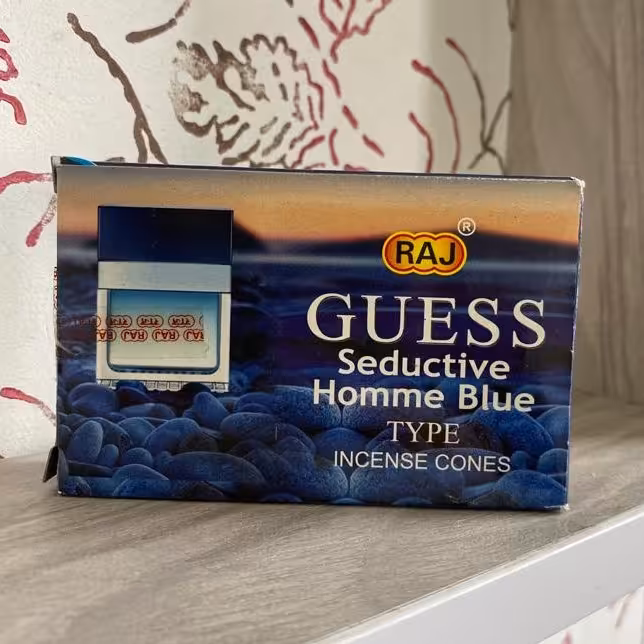 RAJ ®
GUESS
Seductive
Homme Blue
TYPE
INCENSE CONES